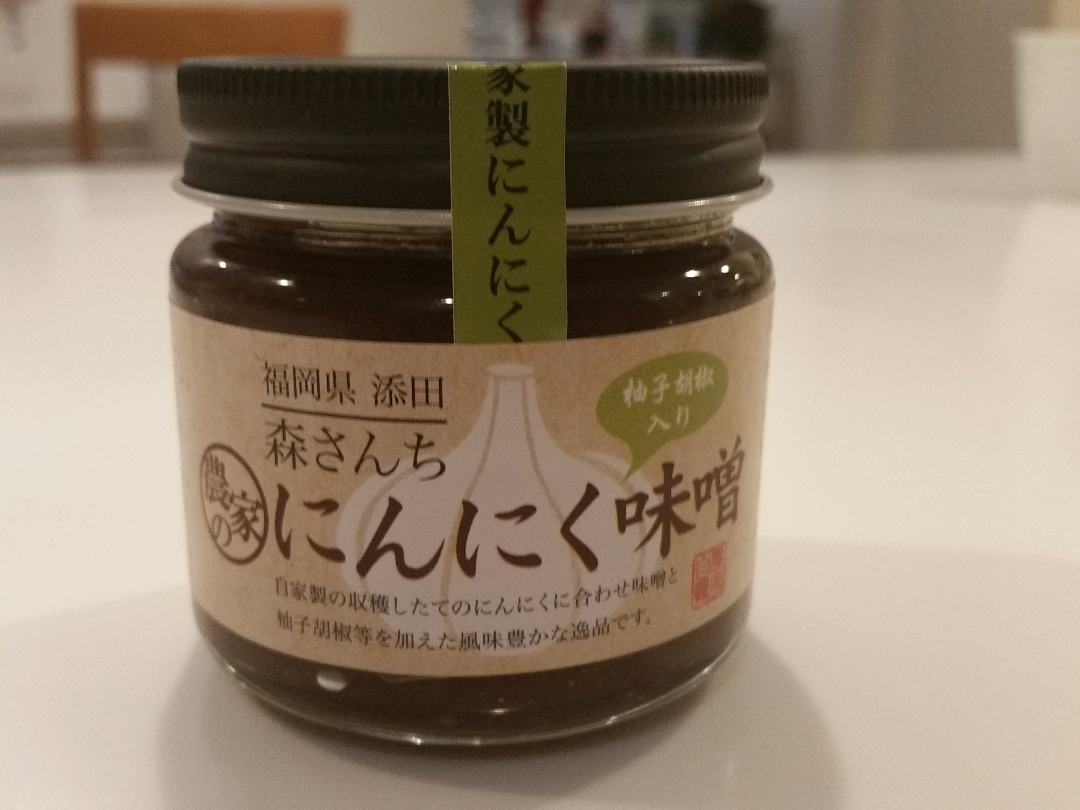 家製にんにく
福岡県 添田
森さんち
農家の
にんにく味噌
柚子胡椒
入り
自家製の収穫したてのにんにくに合わせ味噌と
柚子胡椒等を加えた風味豊かな逸品です。